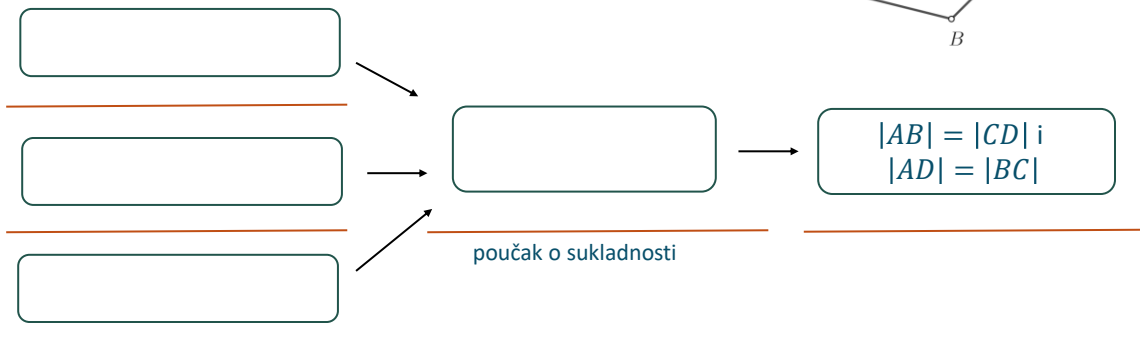 B
|AB| = |CD| i
|AD| = |BC|
poučak o sukladnosti